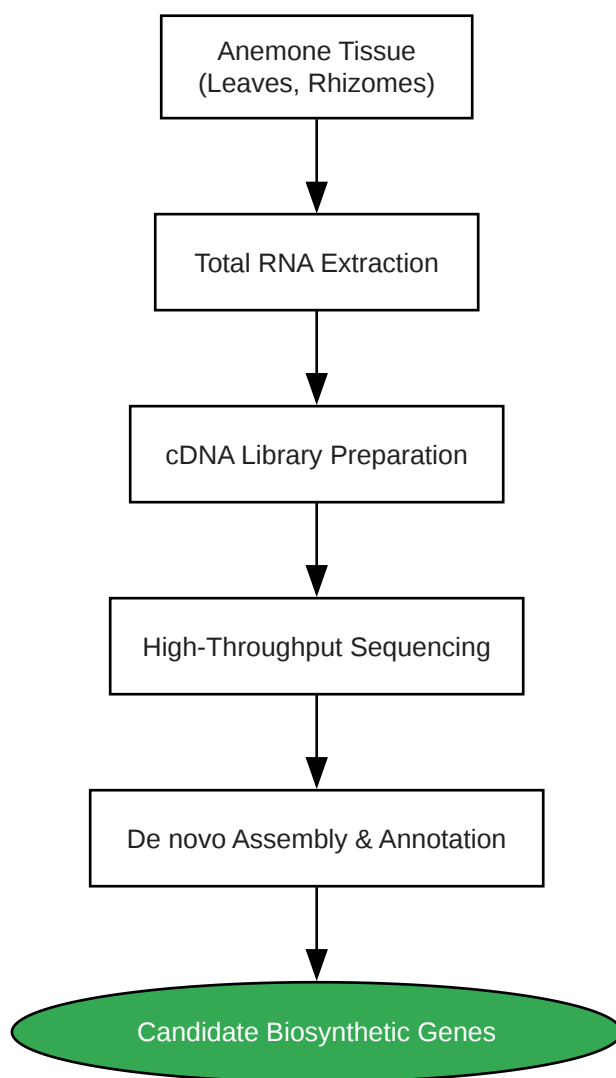 Anemone Tissue
(Leaves, Rhizomes)
Total RNA Extraction
cDNA Library Preparation
High-Throughput Sequencing
De novo Assembly & Annotation
Candidate Biosynthetic Genes